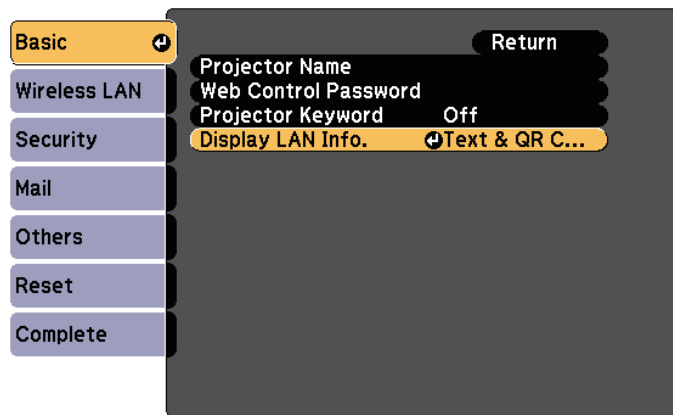 Basic
Wireless LAN
Security
Mail
Others
Reset
Complete
Return
Projector Name
Web Control Password
Projector Keyword Off
Display LAN Info. Text & QR C...